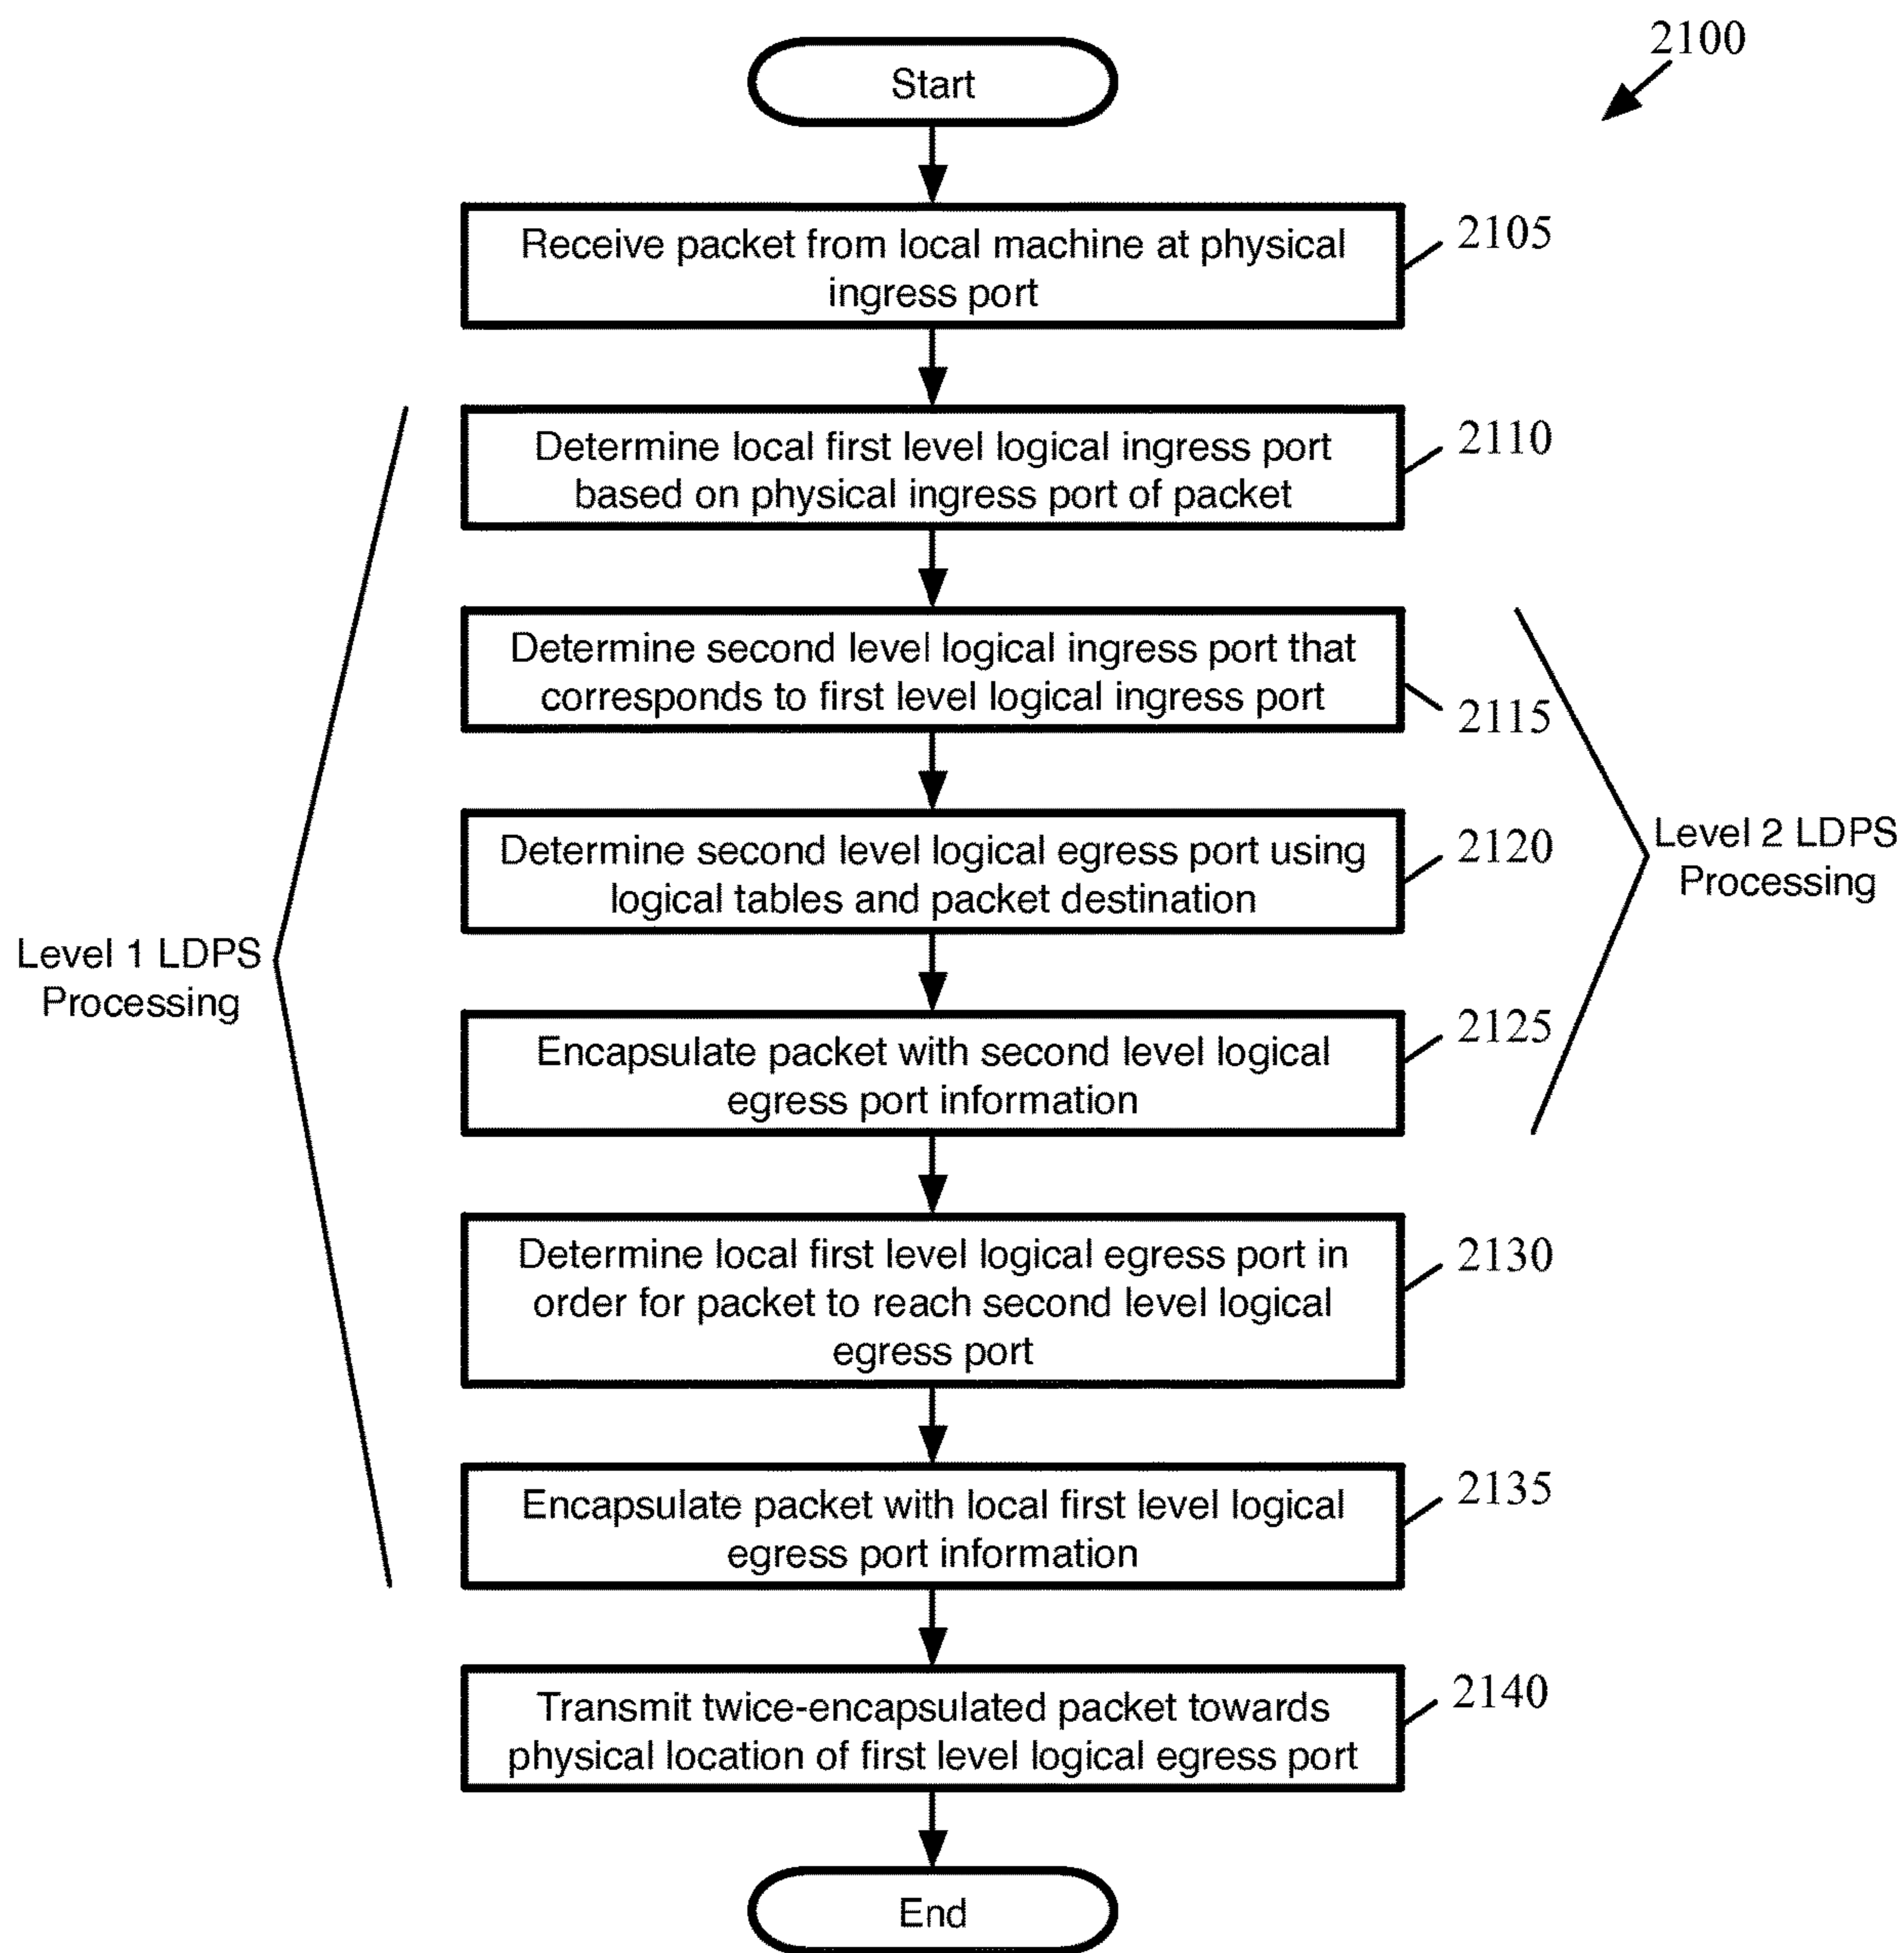 2100
Start
Receive packet from local machine at physical
ingress port
2105
Determine local first level logical ingress port
based on physical ingress port of packet
2110
Determine second level logical ingress port that
corresponds to first level logical ingress port
2115
Determine second level logical egress port using
logical tables and packet destination
2120
Level 2 LDPS
Processing
Level 1 LDPS
Processing
Encapsulate packet with second level logical
egress port information
2125
Determine local first level logical egress port in
order for packet to reach second level logical
egress port
2130
Encapsulate packet with local first level logical
egress port information
2135
Transmit twice-encapsulated packet towards
physical location of first level logical egress port
2140
End